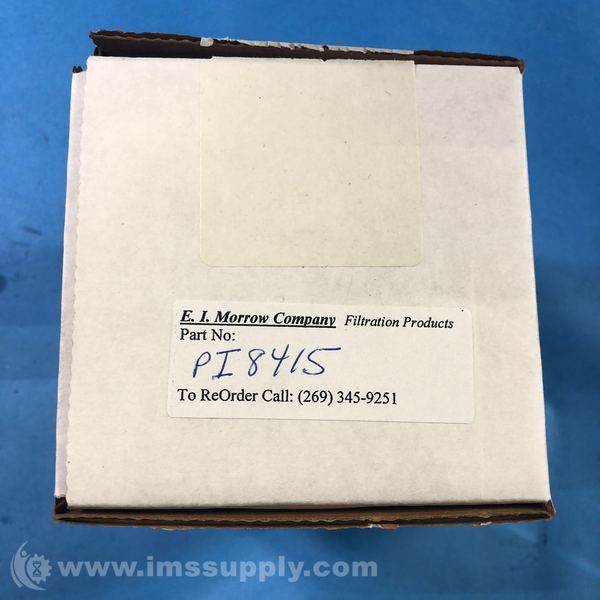 E. I. Morrow Company Filtration Products
Part No:
PI8415
To ReOrder Call: (269) 345-9251
www.imssupply.com